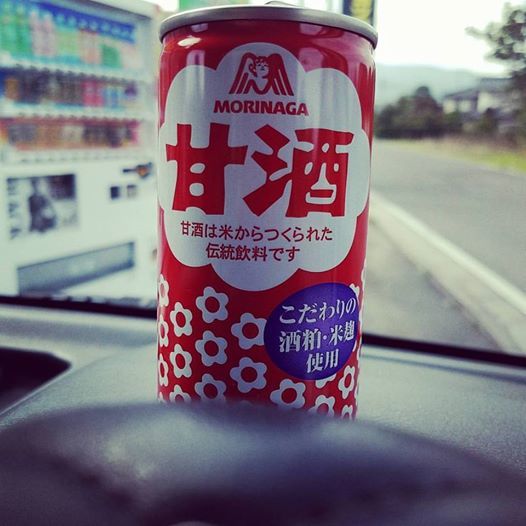 MORINAGA
甘酒
甘酒は米からつくられた
伝統飲料です
こだわりの
酒粕・米麹
使用